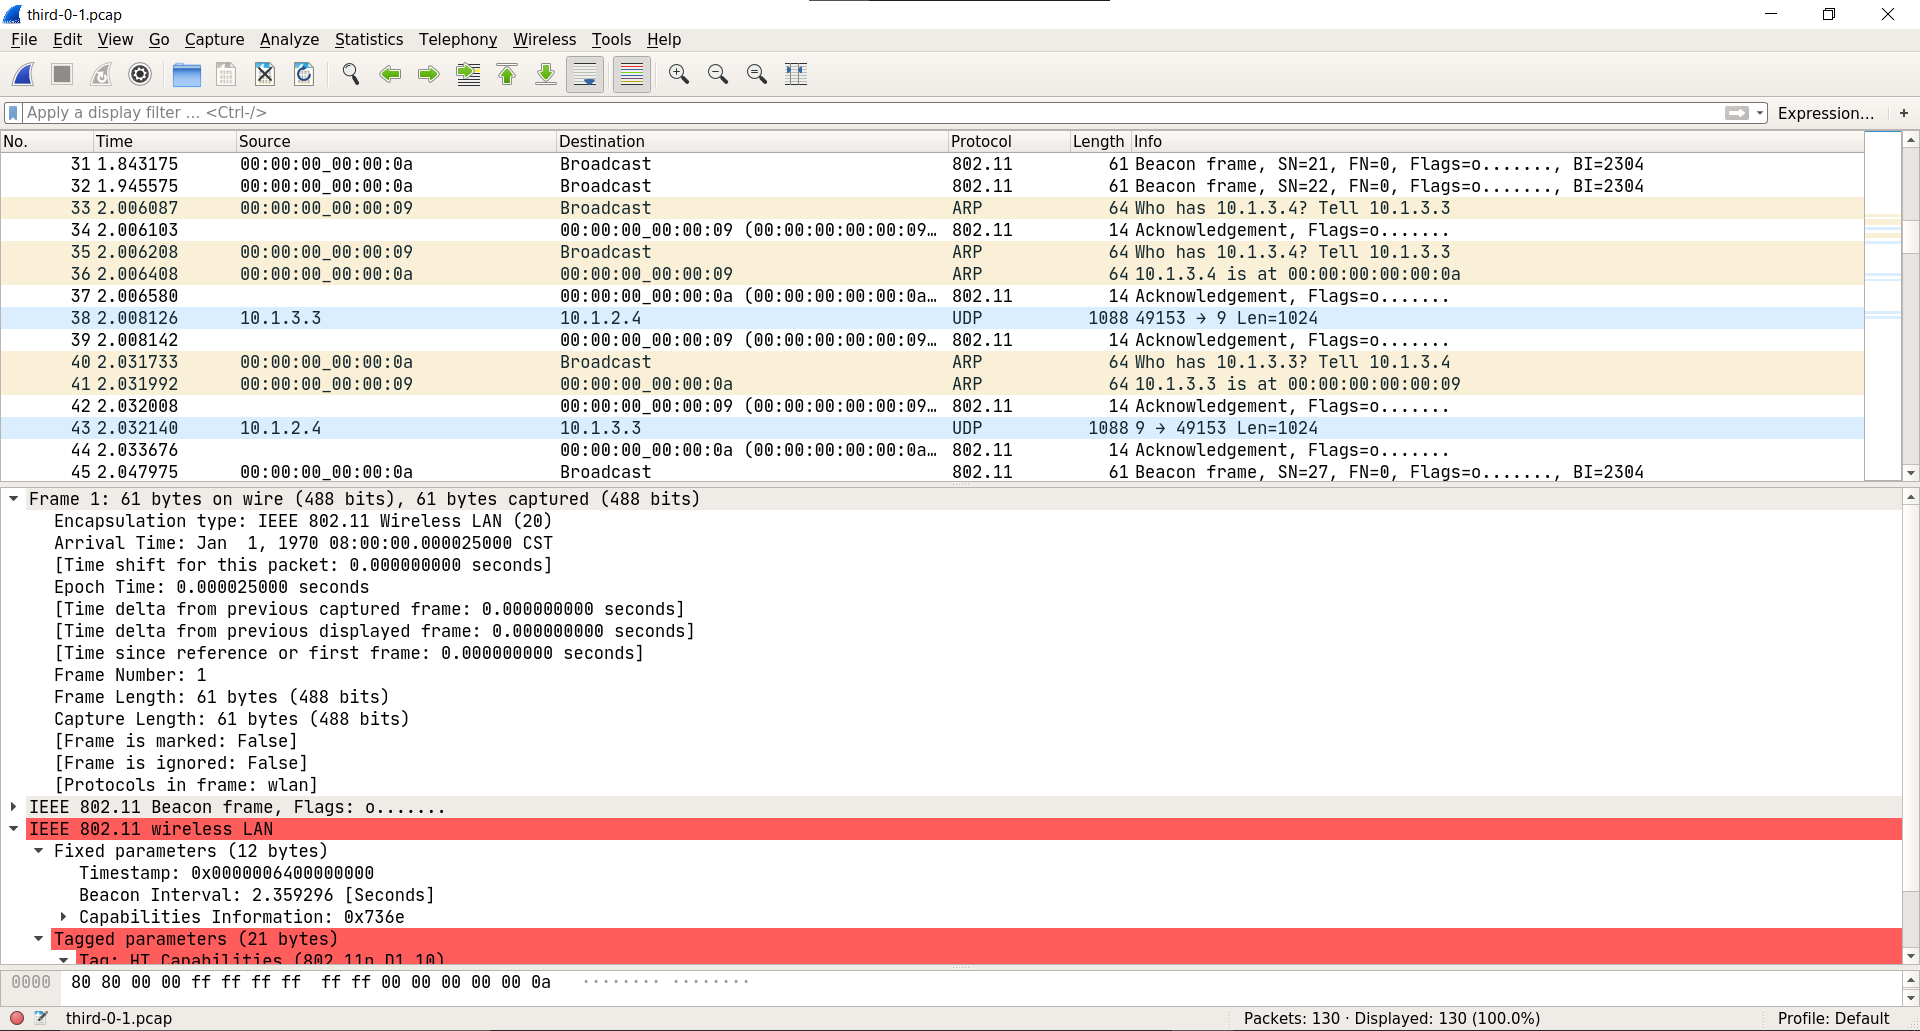 third-0-1.pcap
File Edit View Go Capture Analyze Statistics Telephony Wireless Tools Help
Apply a display filter … <Ctrl-/> Expression… +
No. Time Source Destination Protocol Length Info
31 1.843175 00:00:00_00:00:0a Broadcast 802.11 61 Beacon frame, SN=21, FN=0, Flags=o......., BI=2304
32 1.945575 00:00:00_00:00:0a Broadcast 802.11 61 Beacon frame, SN=22, FN=0, Flags=o......., BI=2304
33 2.006087 00:00:00_00:00:09 Broadcast ARP 64 Who has 10.1.3.4? Tell 10.1.3.3
34 2.006103 00:00:00_00:00:09 (00:00:00:00:00:09… 802.11 14 Acknowledgement, Flags=o.......
35 2.006208 00:00:00_00:00:09 Broadcast ARP 64 Who has 10.1.3.4? Tell 10.1.3.3
36 2.006408 00:00:00_00:00:0a 00:00:00_00:00:09 ARP 64 10.1.3.4 is at 00:00:00:00:00:0a
37 2.006580 00:00:00_00:00:0a (00:00:00:00:00:0a… 802.11 14 Acknowledgement, Flags=o.......
38 2.008126 10.1.3.3 10.1.2.4 UDP 1088 49153 → 9 Len=1024
39 2.008142 00:00:00_00:00:09 (00:00:00:00:00:09… 802.11 14 Acknowledgement, Flags=o.......
40 2.031733 00:00:00_00:00:0a Broadcast ARP 64 Who has 10.1.3.3? Tell 10.1.3.4
41 2.031992 00:00:00_00:00:09 00:00:00_00:00:0a ARP 64 10.1.3.3 is at 00:00:00:00:00:09
42 2.032008 00:00:00_00:00:09 (00:00:00:00:00:09… 802.11 14 Acknowledgement, Flags=o.......
43 2.032140 10.1.2.4 10.1.3.3 UDP 1088 9 → 49153 Len=1024
44 2.033676 00:00:00_00:00:0a (00:00:00:00:00:0a… 802.11 14 Acknowledgement, Flags=o.......
45 2.047975 00:00:00_00:00:0a Broadcast 802.11 61 Beacon frame, SN=27, FN=0, Flags=o......., BI=2304
Frame 1: 61 bytes on wire (488 bits), 61 bytes captured (488 bits)
Encapsulation type: IEEE 802.11 Wireless LAN (20)
Arrival Time: Jan  1, 1970 08:00:00.000025000 CST
[Time shift for this packet: 0.000000000 seconds]
Epoch Time: 0.000025000 seconds
[Time delta from previous captured frame: 0.000000000 seconds]
[Time delta from previous displayed frame: 0.000000000 seconds]
[Time since reference or first frame: 0.000000000 seconds]
Frame Number: 1
Frame Length: 61 bytes (488 bits)
Capture Length: 61 bytes (488 bits)
[Frame is marked: False]
[Frame is ignored: False]
[Protocols in frame: wlan]
IEEE 802.11 Beacon frame, Flags: o.......
IEEE 802.11 wireless LAN
Fixed parameters (12 bytes)
Timestamp: 0x0000006400000000
Beacon Interval: 2.359296 [Seconds]
Capabilities Information: 0x736e
Tagged parameters (21 bytes)
Tag: HT Capabilities (802.11n D1.10)
0000 80 80 00 00 ff ff ff ff  ff ff 00 00 00 00 00 0a ········ ········
third-0-1.pcap Packets: 130 · Displayed: 130 (100.0%) Profile: Default